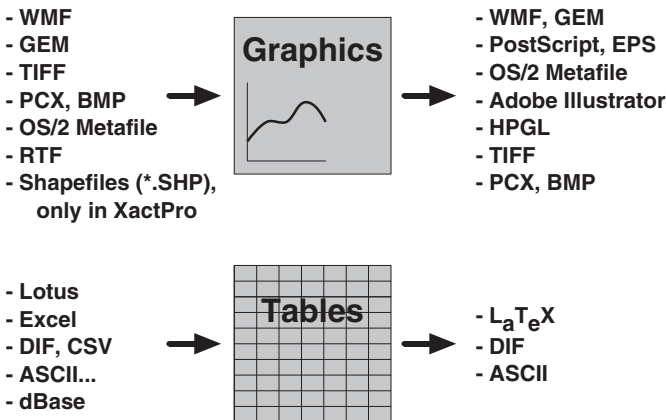 - WMF
- GEM
- TIFF
- PCX, BMP
- OS/2 Metafile
- RTF
- Shapefiles (*.SHP),
only in XactPro
Graphics
- WMF, GEM
- PostScript, EPS
- OS/2 Metafile
- Adobe Illustrator
- HPGL
- TIFF
- PCX, BMP
- Lotus
- Excel
- DIF, CSV
- ASCII...
- dBase
Tables
- LaTeX
- DIF
- ASCII